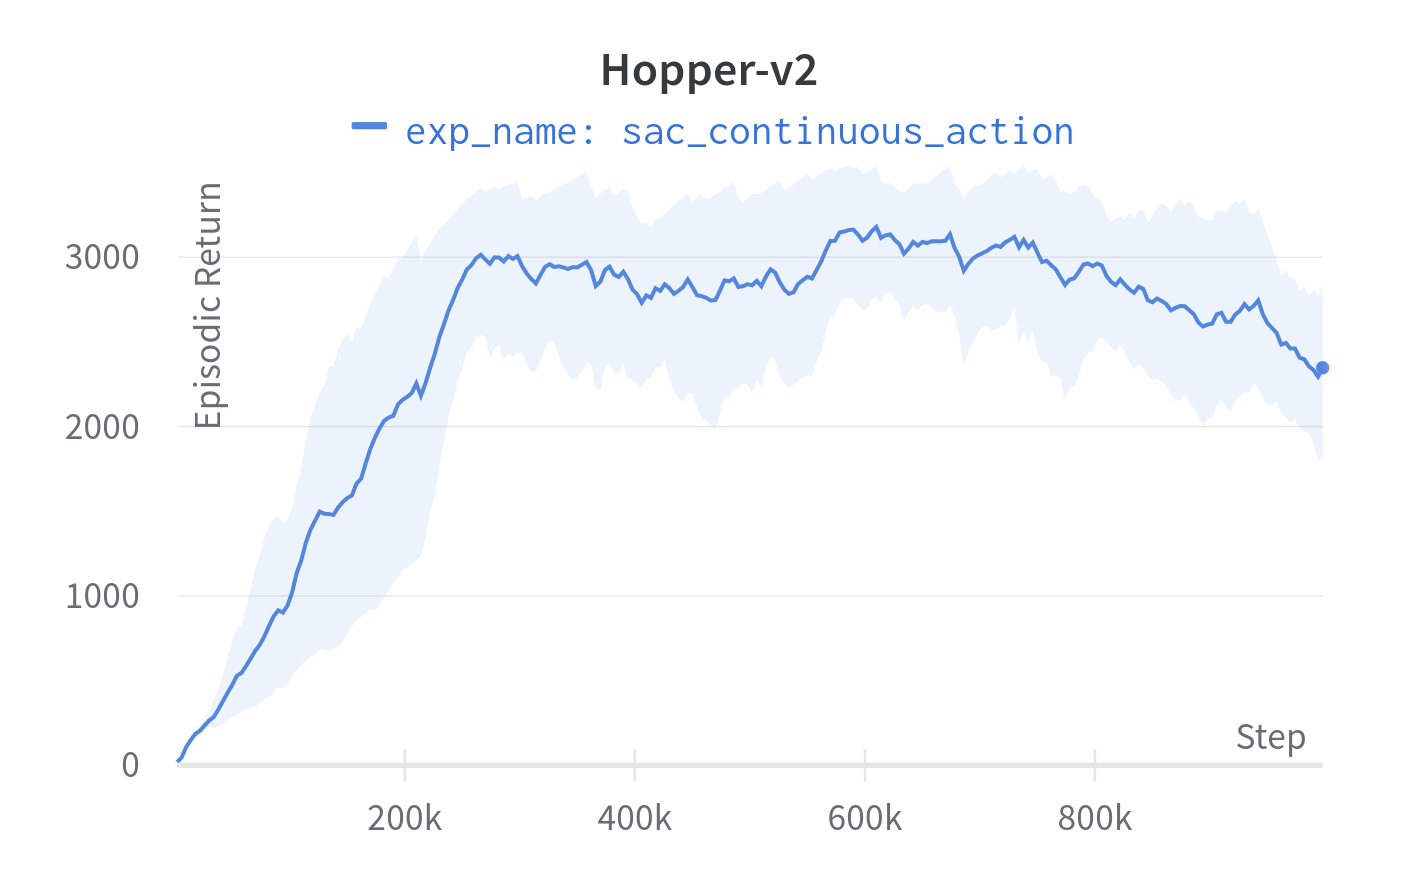 Hopper-v2
exp_name: sac_continuous_action
Episodic Return
3000
2000
1000
0
Step
200k
400k
600k
800k